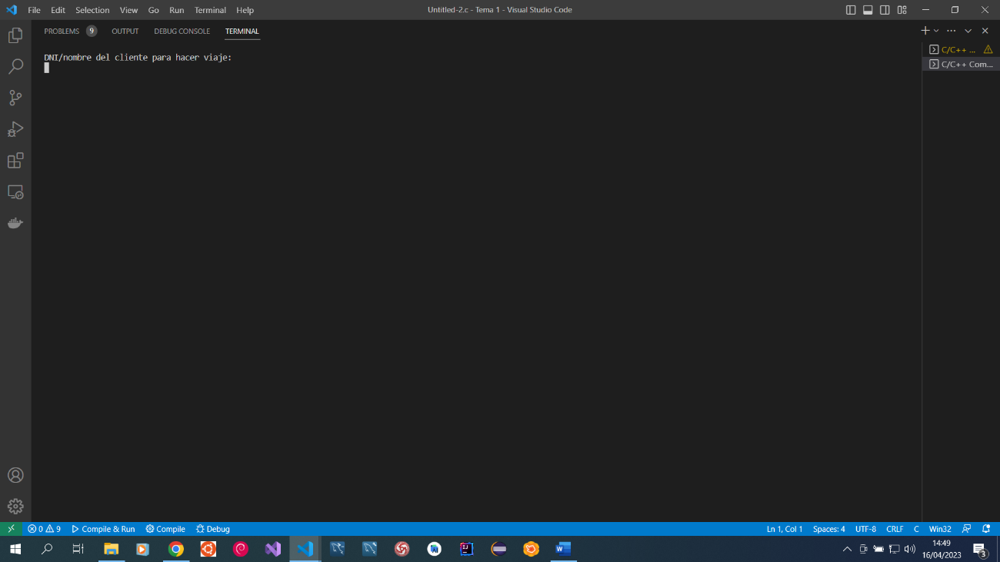 File Edit Selection View Go Run Terminal Help
Untitled-2.c - Tema 1 - Visual Studio Code
PROBLEMS 9 OUTPUT DEBUG CONSOLE TERMINAL
DNI/nombre del cliente para hacer viaje:
C/C++ ...
C/C++ Com...
0 9 Compile & Run Compile Debug
Ln 1, Col 1 Spaces: 4 UTF-8 CRLF C Win32
14:49
16/04/2023
3